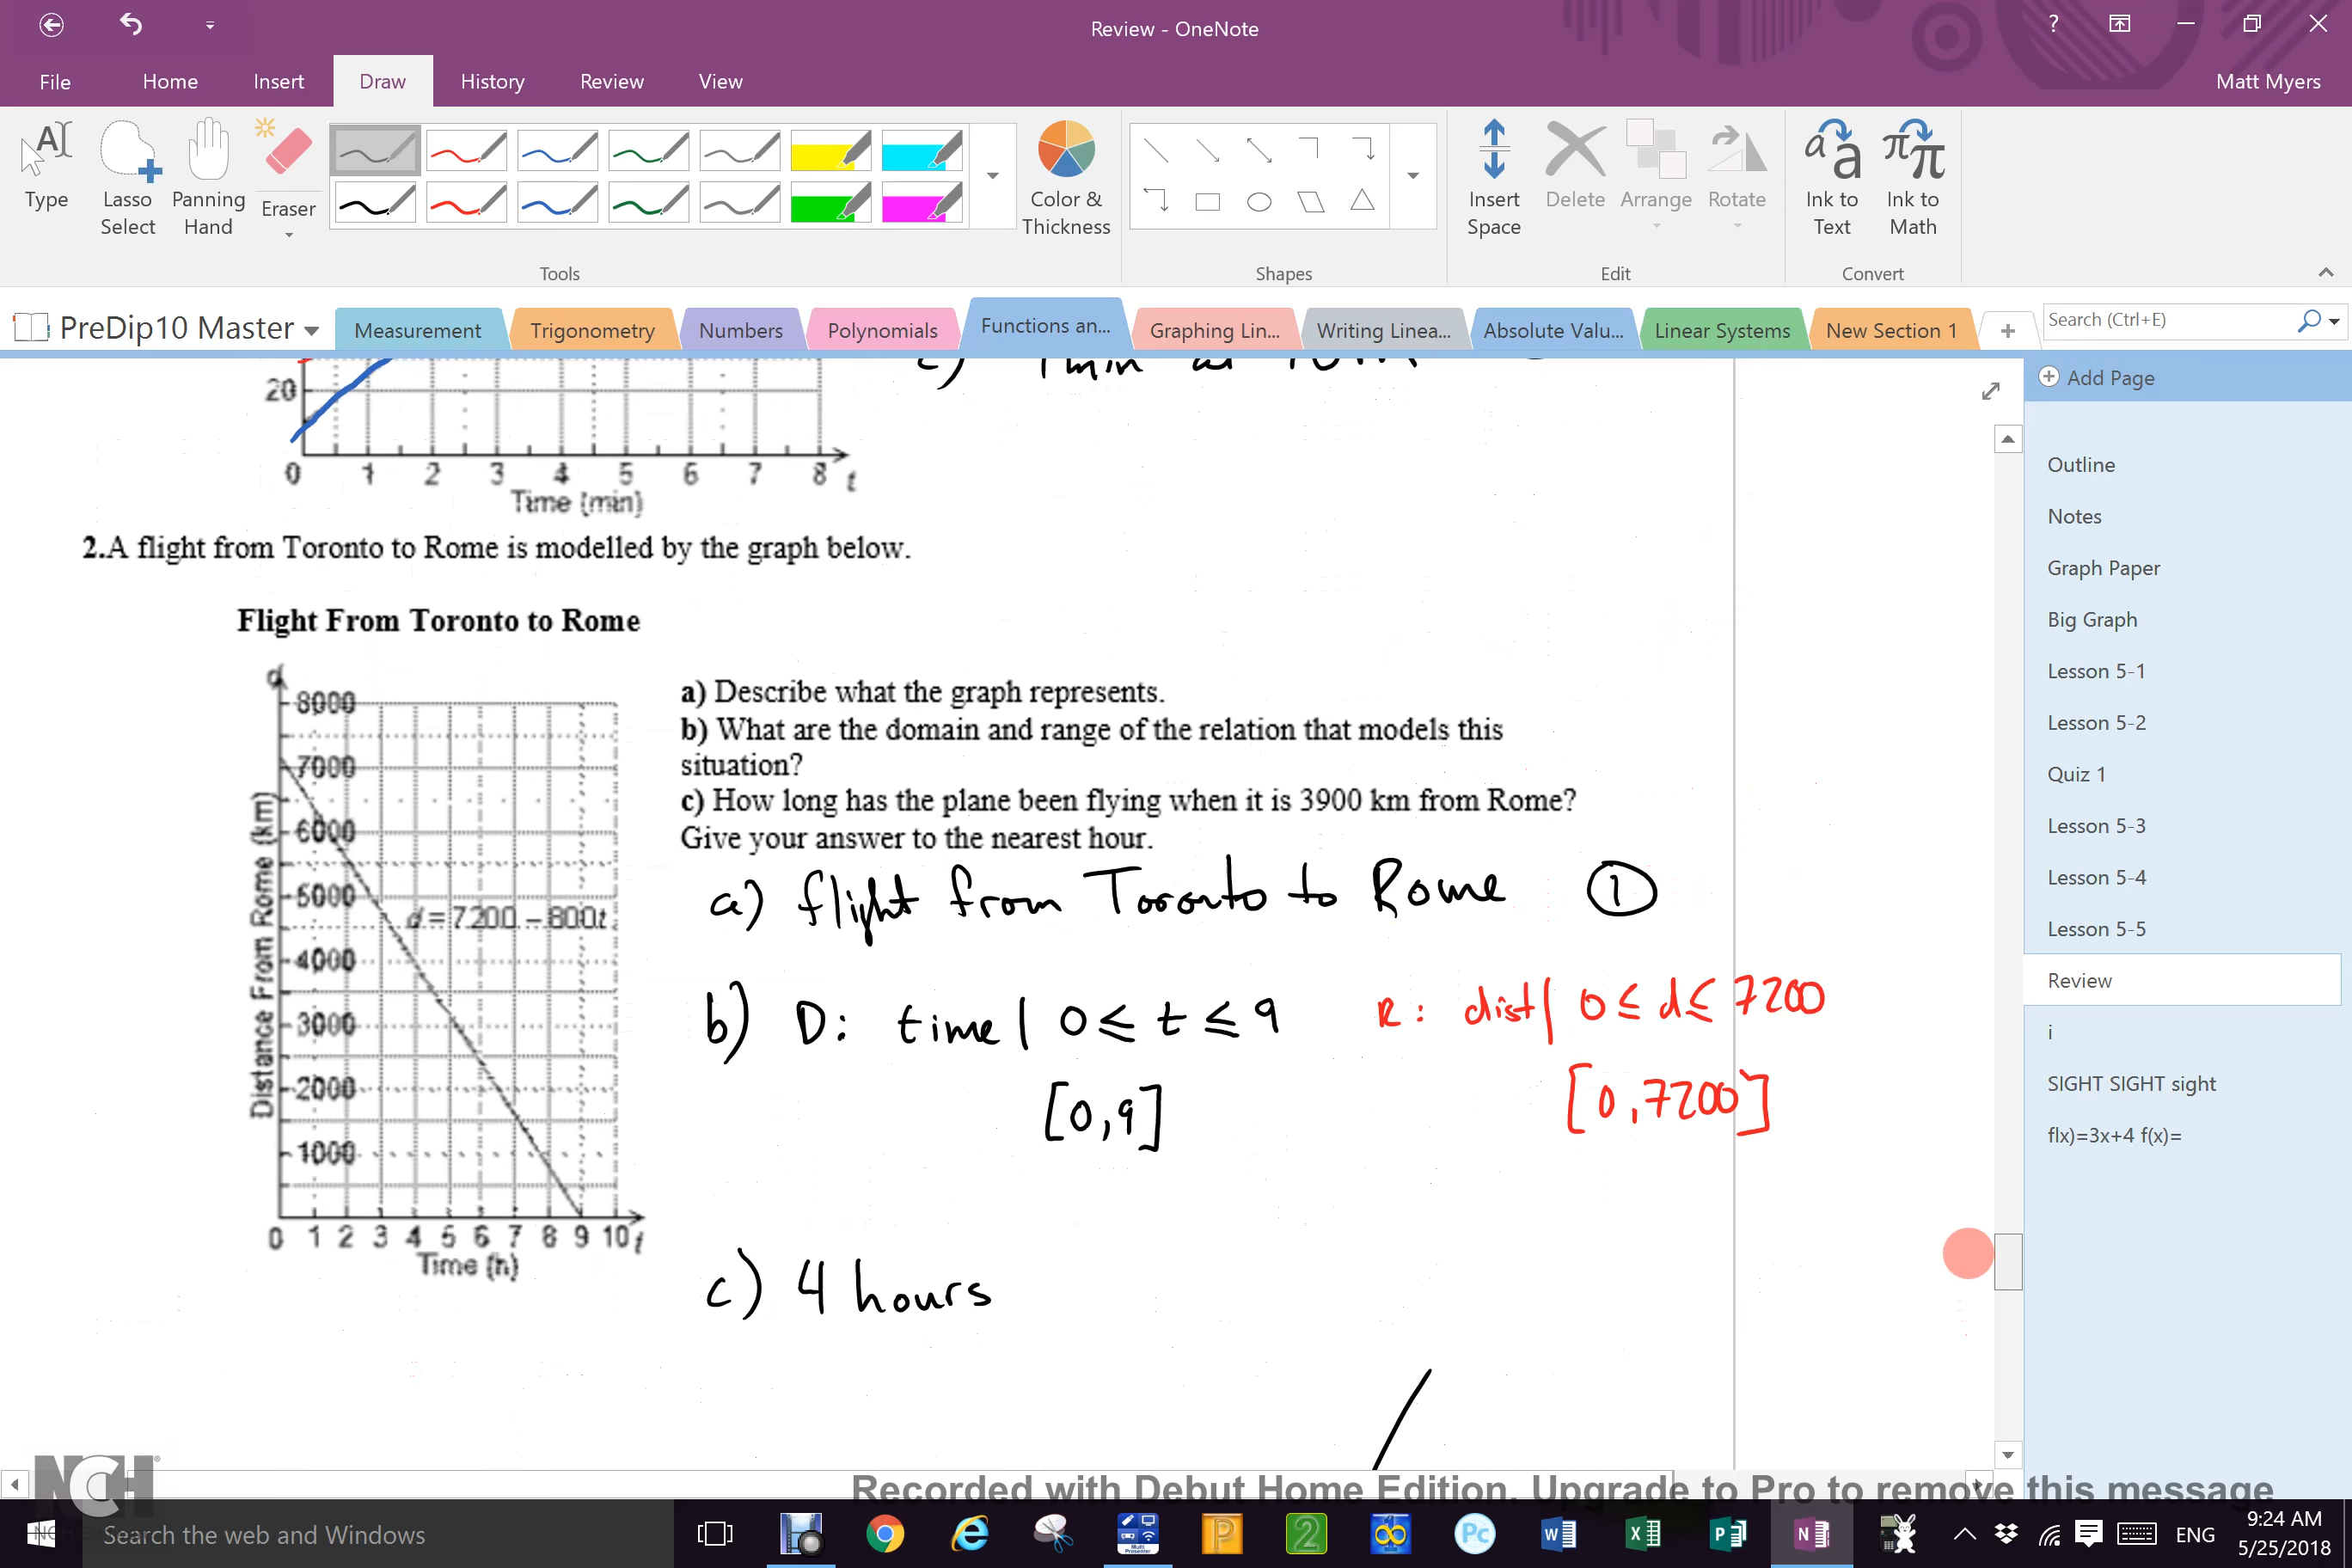 Review - OneNote
?
File
Home
Insert
Draw
History
Review
View
Matt Myers
Type
Lasso Select
Panning Hand
Eraser
Color & Thickness
Insert Space
Delete
Arrange
Rotate
Ink to Text
Ink to Math
Tools
Shapes
Edit
Convert
PreDip10 Master
Measurement
Trigonometry
Numbers
Polynomials
Functions an...
Graphing Lin...
Writing Linea...
Absolute Valu...
Linear Systems
New Section 1
Search (Ctrl+E)
Add Page
Outline
Notes
Graph Paper
Big Graph
Lesson 5-1
Lesson 5-2
Quiz 1
Lesson 5-3
Lesson 5-4
Lesson 5-5
Review
i
SIGHT SIGHT sight
flx)=3x+4 f(x)=
20
0 1 2 3 4 5 6 7 8 t
Time (min)
2.A flight from Toronto to Rome is modelled by the graph below.
Flight From Toronto to Rome
d
8000
7000
6000
5000
4000
3000
2000
1000
Distance From Rome (km)
d = 7200 – 800t
0 1 2 3 4 5 6 7 8 9 10 t
Time (h)
a) Describe what the graph represents.
b) What are the domain and range of the relation that models this
situation?
c) How long has the plane been flying when it is 3900 km from Rome?
Give your answer to the nearest hour.
a) flight from Toronto to Rome 1
b) D: time | 0 ≤ t ≤ 9 R: dist | 0 ≤ d ≤ 7200
[0,9] [0,7200]
c) 4 hours
NCH
Recorded with Debut Home Edition. Upgrade to Pro to remove this message
Search the web and Windows
ENG
9:24 AM
5/25/2018